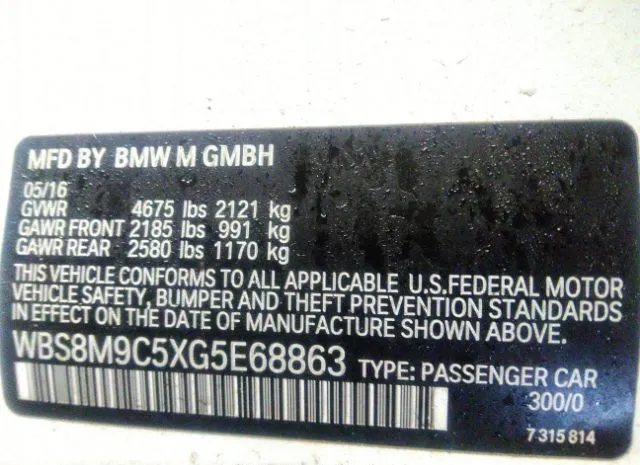 MFD BY BMW M GMBH
05/16
GVWR 4675 lbs 2121 kg
GAWR FRONT 2185 lbs 991 kg
GAWR REAR 2580 lbs 1170 kg
THIS VEHICLE CONFORMS TO ALL APPLICABLE U.S.FEDERAL MOTOR
VEHICLE SAFETY, BUMPER AND THEFT PREVENTION STANDARDS
IN EFFECT ON THE DATE OF MANUFACTURE SHOWN ABOVE.
WBS8M9C5XG5E68863 TYPE: PASSENGER CAR
300/0
7 315 814